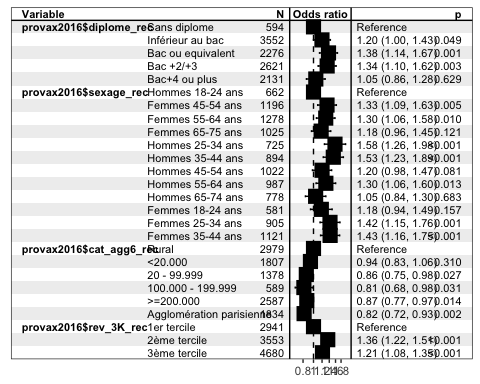 Variable N Odds ratio p
provax2016$diplome_rec Sans diplome 594 Reference
Inférieur au bac 3552 1.20 (1.00, 1.43) 0.049
Bac ou equivalent 2276 1.38 (1.14, 1.67) <0.001
Bac +2/+3 2621 1.34 (1.10, 1.62) 0.003
Bac+4 ou plus 2131 1.05 (0.86, 1.28) 0.629
provax2016$sexage_rec Hommes 18-24 ans 662 Reference
Femmes 45-54 ans 1196 1.33 (1.09, 1.63) 0.005
Femmes 55-64 ans 1278 1.30 (1.06, 1.58) 0.010
Femmes 65-75 ans 1025 1.18 (0.96, 1.45) 0.121
Hommes 25-34 ans 725 1.58 (1.26, 1.98) <0.001
Hommes 35-44 ans 894 1.53 (1.23, 1.89) <0.001
Hommes 45-54 ans 1022 1.20 (0.98, 1.47) 0.081
Hommes 55-64 ans 987 1.30 (1.06, 1.60) 0.013
Hommes 65-74 ans 778 1.05 (0.84, 1.30) 0.683
Femmes 18-24 ans 581 1.18 (0.94, 1.49) 0.157
Femmes 25-34 ans 905 1.42 (1.15, 1.76) <0.001
Femmes 35-44 ans 1121 1.43 (1.16, 1.75) <0.001
provax2016$cat_agg6_rec Rural 2979 Reference
<20.000 1807 0.94 (0.83, 1.06) 0.310
20 - 99.999 1378 0.86 (0.75, 0.98) 0.027
100.000 - 199.999 589 0.81 (0.68, 0.98) 0.031
>=200.000 2587 0.87 (0.77, 0.97) 0.014
Agglomération parisienne 1834 0.82 (0.72, 0.93) 0.002
provax2016$rev_3K_rec 1er tercile 2941 Reference
2ème tercile 3553 1.36 (1.22, 1.51) <0.001
3ème tercile 4680 1.21 (1.08, 1.35) <0.001